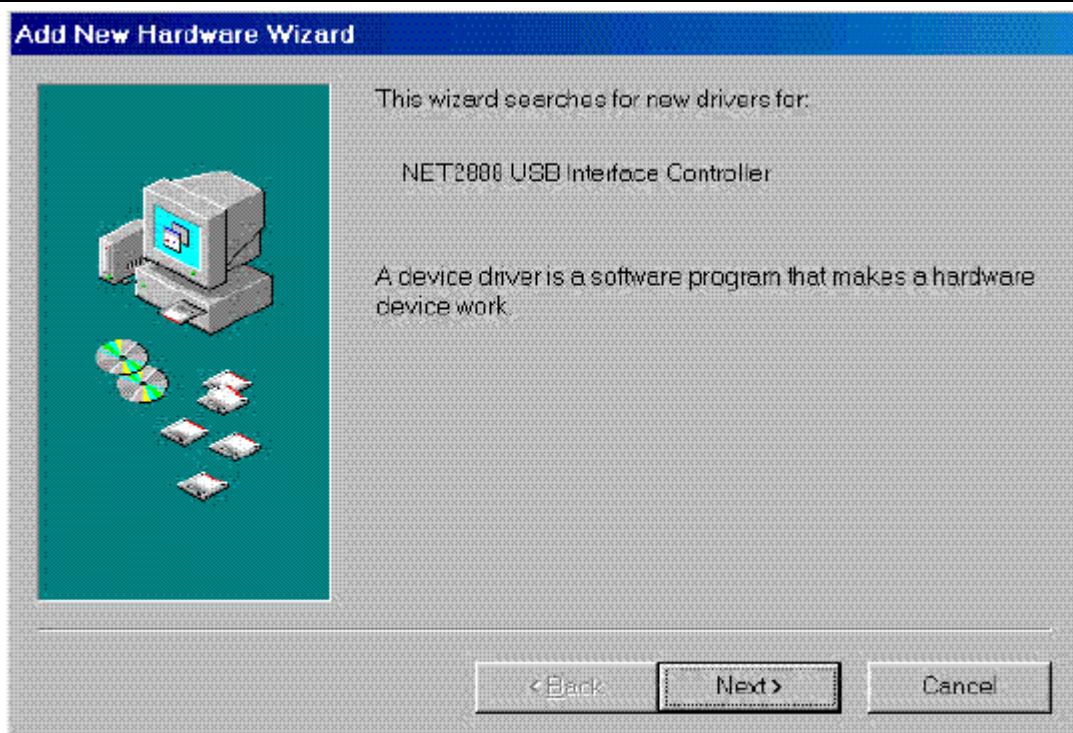 Add New Hardware Wizard
This wizard searches for new drivers for:
USB Interface Controller
A device driver is a software program that makes a hardware
device work.
< Back
Next >
Cancel